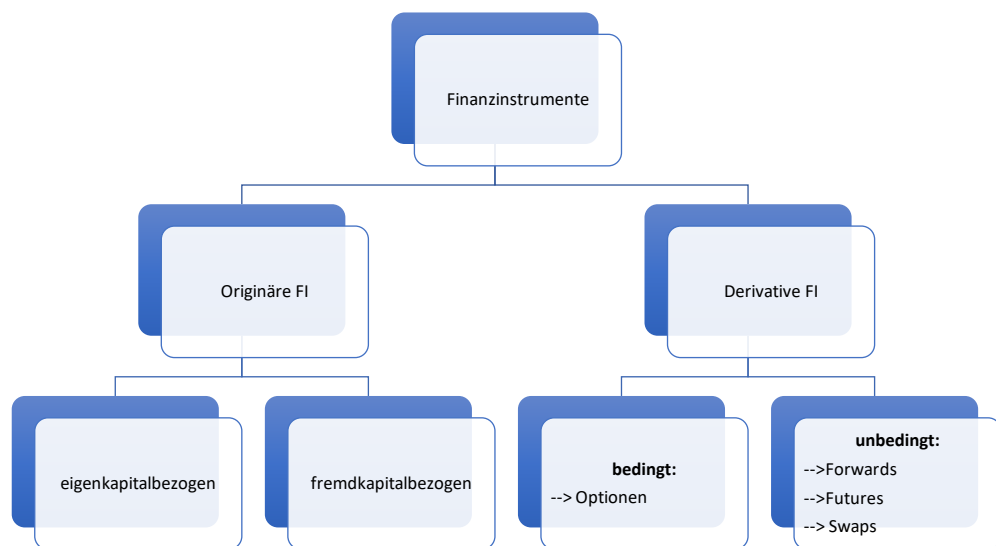 Finanzinstrumente
Originäre FI
Derivative FI
eigenkapitalbezogen
fremdkapitalbezogen
bedingt:
--> Optionen
unbedingt:
-->Forwards
-->Futures
--> Swaps